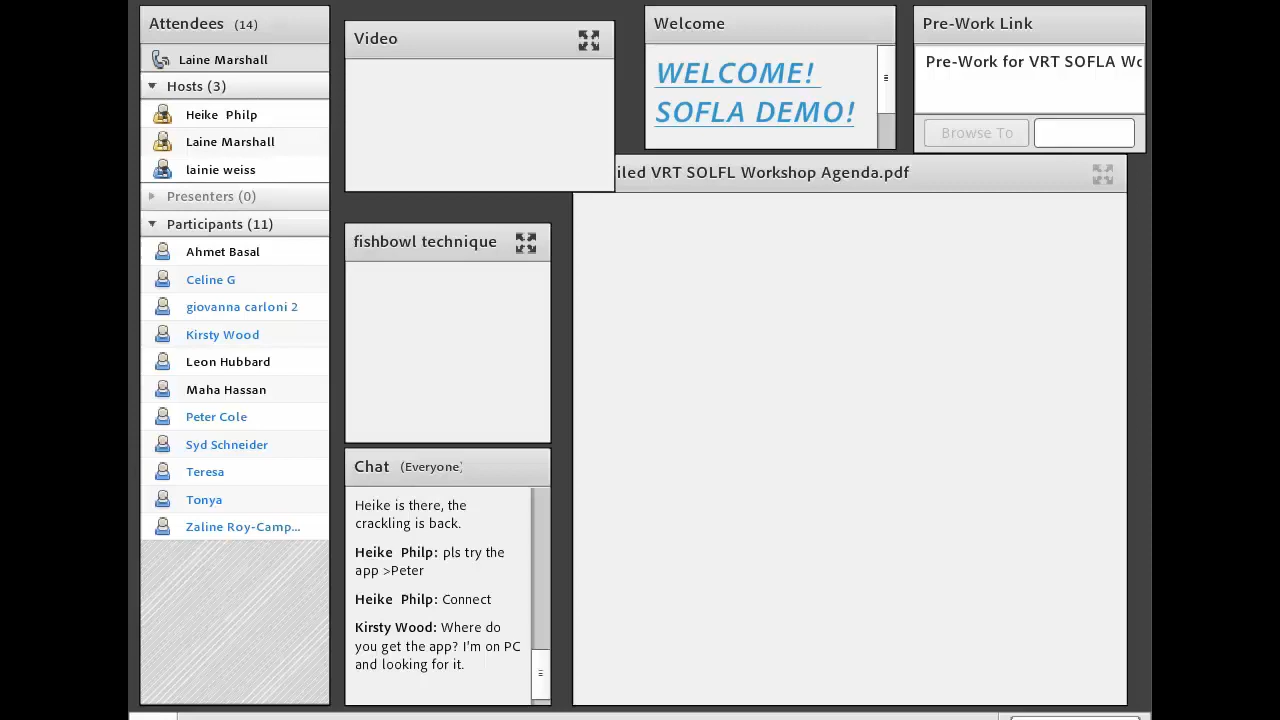 Attendees (14)
Laine Marshall
Hosts (3)
Heike Philp
Laine Marshall
lainie weiss
Presenters (0)
Participants (11)
Ahmet Basal
Celine G
giovanna carloni 2
Kirsty Wood
Leon Hubbard
Maha Hassan
Peter Cole
Syd Schneider
Teresa
Tonya
Zaline Roy-Camp...
Video
fishbowl technique
Chat (Everyone)
Heike is there, the
crackling is back.
Heike Philp: pls try the
app >Peter
Heike Philp: Connect
Kirsty Wood: Where do
you get the app? I'm on PC
and looking for it.
Welcome
WELCOME!
SOFLA DEMO!
Pre-Work Link
Pre-Work for VRT SOFLA Wo
Browse To
iled VRT SOLFL Workshop Agenda.pdf